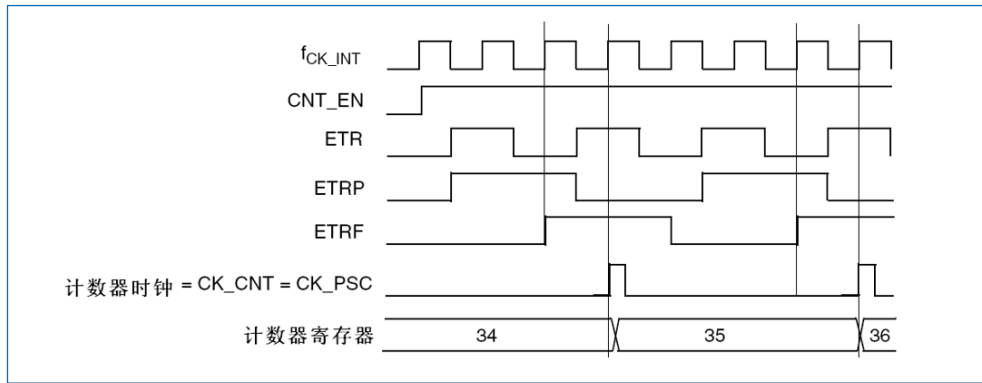 fCK_INT
CNT_EN
ETR
ETRP
ETRF
计数器时钟 = CK_CNT = CK_PSC
计数器寄存器 34 35 36